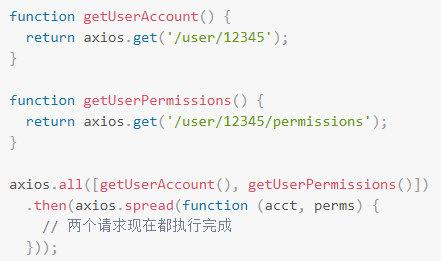 function getUserAccount() {
  return axios.get('/user/12345');
}

function getUserPermissions() {
  return axios.get('/user/12345/permissions');
}

axios.all([getUserAccount(), getUserPermissions()])
  .then(axios.spread(function (acct, perms) {
    // 两个请求现在都执行完成
  }));